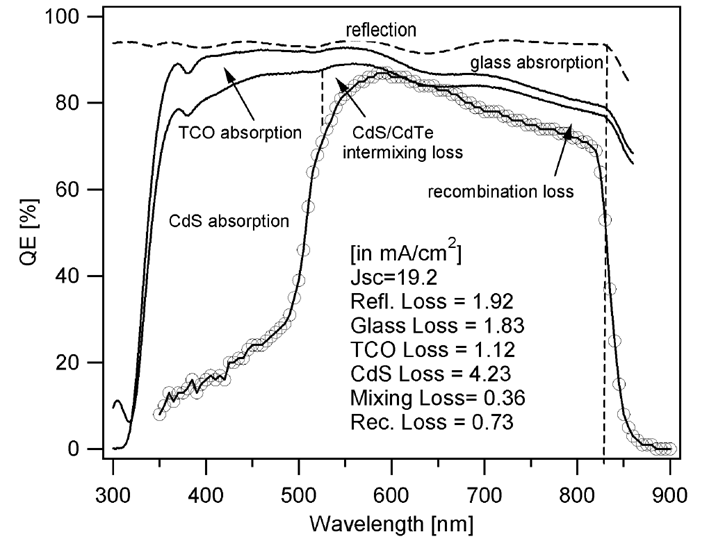 100
80
60
40
20
0
QE [%]
reflection
glass absorption
TCO absorption
CdS/CdTe
intermixing loss
recombination loss
CdS absorption
[in mA/cm²]
Jsc=19.2
Refl. Loss = 1.92
Glass Loss = 1.83
TCO Loss = 1.12
CdS Loss = 4.23
Mixing Loss= 0.36
Rec. Loss = 0.73
300 400 500 600 700 800 900
Wavelength [nm]